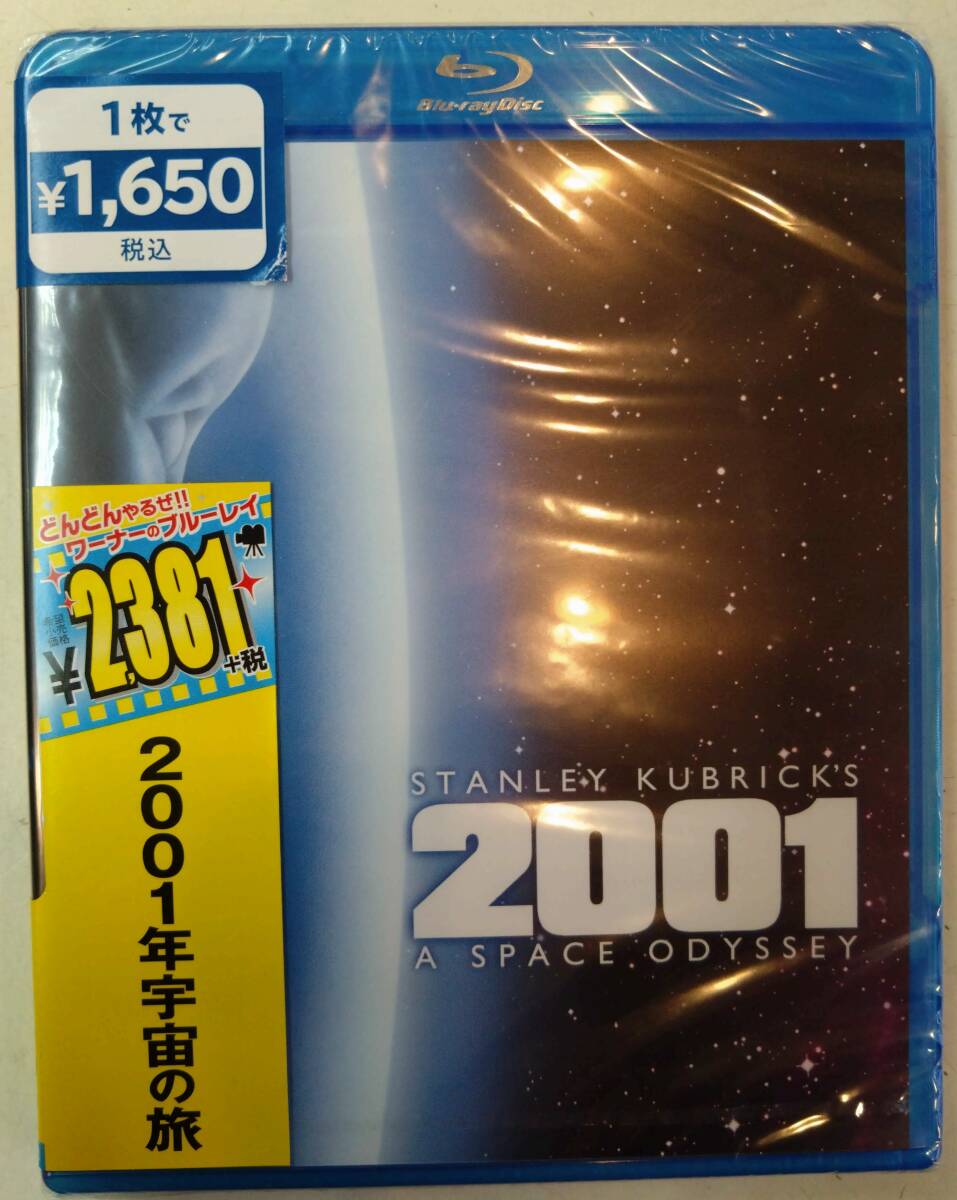 Blu-ray Disc
1枚で
¥1,650
税込
どんどんやるぜ!!
ワーナーのブルーレイ
希望
小売
価格
¥2,381
+税
2001年宇宙の旅
STANLEY KUBRICK'S
2001
A SPACE ODYSSEY